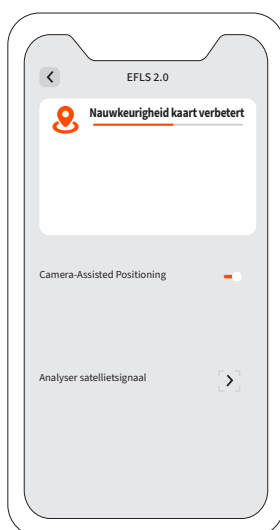 EFLS 2.0
Nauwkeurigheid kaart verbetert
Camera-Assisted Positioning
Analyser satellietsignaal